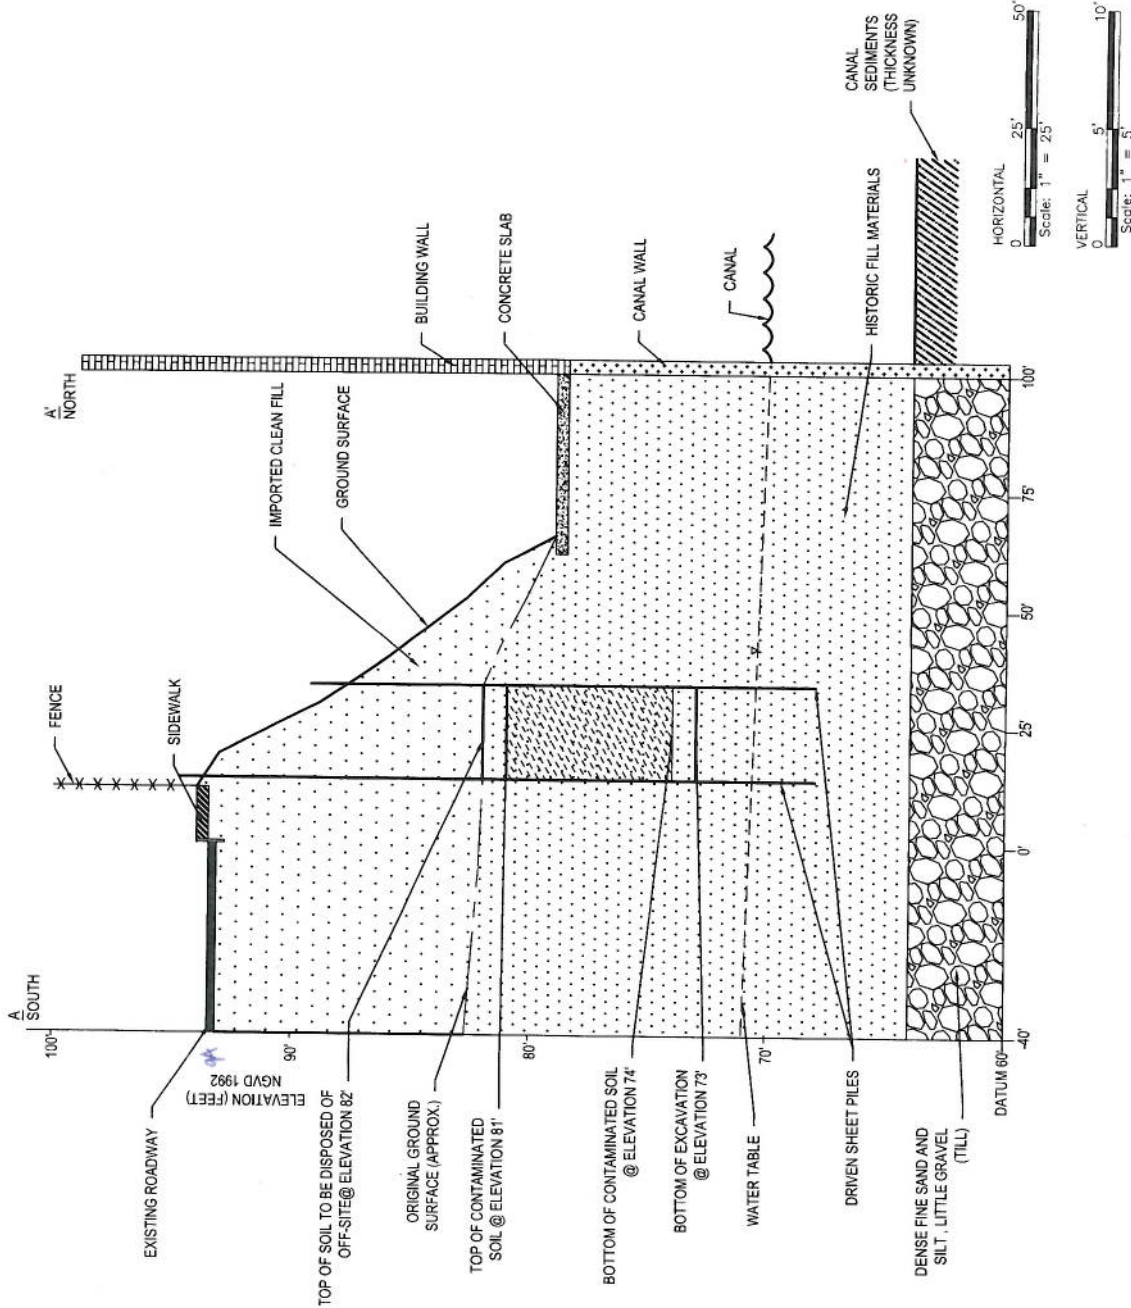 A
SOUTH
A'
NORTH
FENCE
SIDEWALK
IMPORTED CLEAN FILL
GROUND SURFACE
BUILDING WALL
CONCRETE SLAB
CANAL WALL
CANAL
HISTORIC FILL MATERIALS
CANAL
SEDIMENTS
(THICKNESS
UNKNOWN)
EXISTING ROADWAY
ELEVATION (FEET)
NGVD 1992
TOP OF SOIL TO BE DISPOSED OF
OFF-SITE@ ELEVATION 82'
ORIGINAL GROUND
SURFACE (APPROX.)
TOP OF CONTAMINATED
SOIL @ ELEVATION 81'
BOTTOM OF CONTAMINATED SOIL
@ ELEVATION 74'
BOTTOM OF EXCAVATION
@ ELEVATION 73'
WATER TABLE
DRIVEN SHEET PILES
DENSE FINE SAND AND
SILT , LITTLE GRAVEL
(TILL)
100'
90'
80'
70'
DATUM 60'
-40'
0'
25'
50'
75'
100'
HORIZONTAL
0 25' 50'
Scale: 1" = 25'
VERTICAL
0 5' 10'
Scale: 1" = 5'